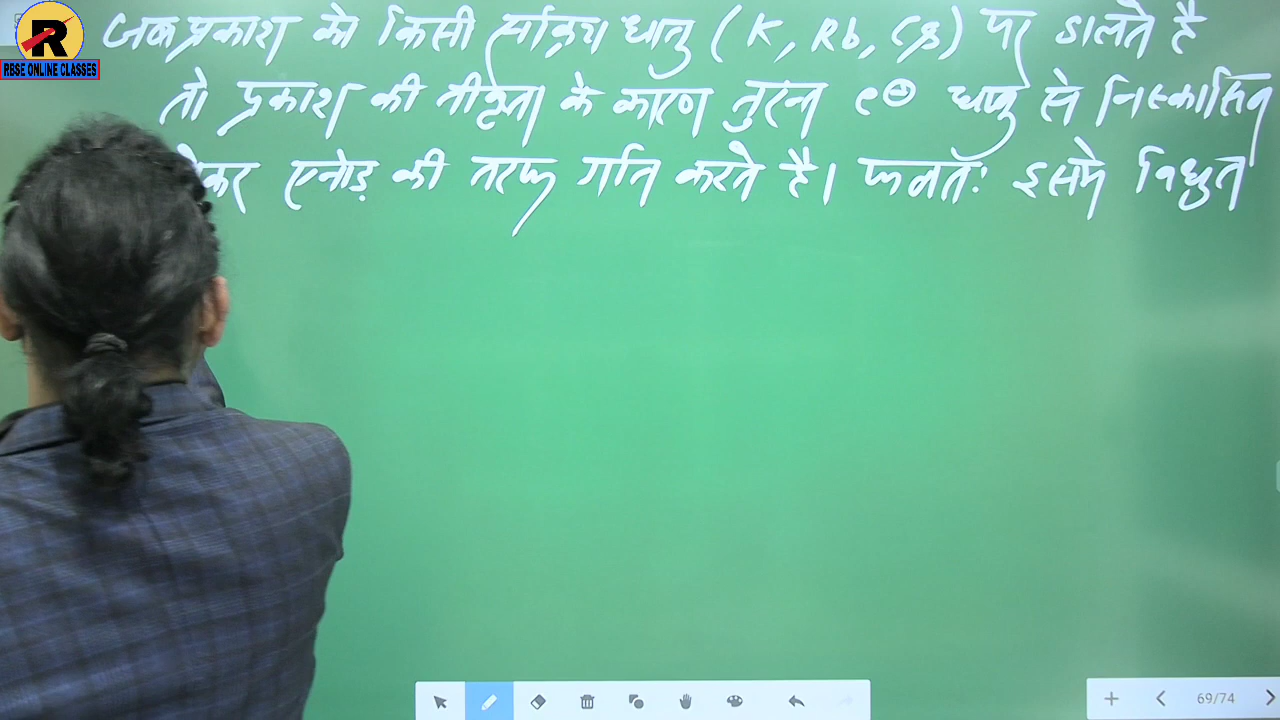 R
RBSE ONLINE CLASSES
जब प्रकाश को किसी सक्रिय धातु (K, Rb, Cs) पर डालते है
तो प्रकाश की तीव्रता के कारण तुरन्त e⊖ धातु से निष्कासित
होकर एनोड़ की तरफ गति करते है। फलतः इसमे विधुत
69/74